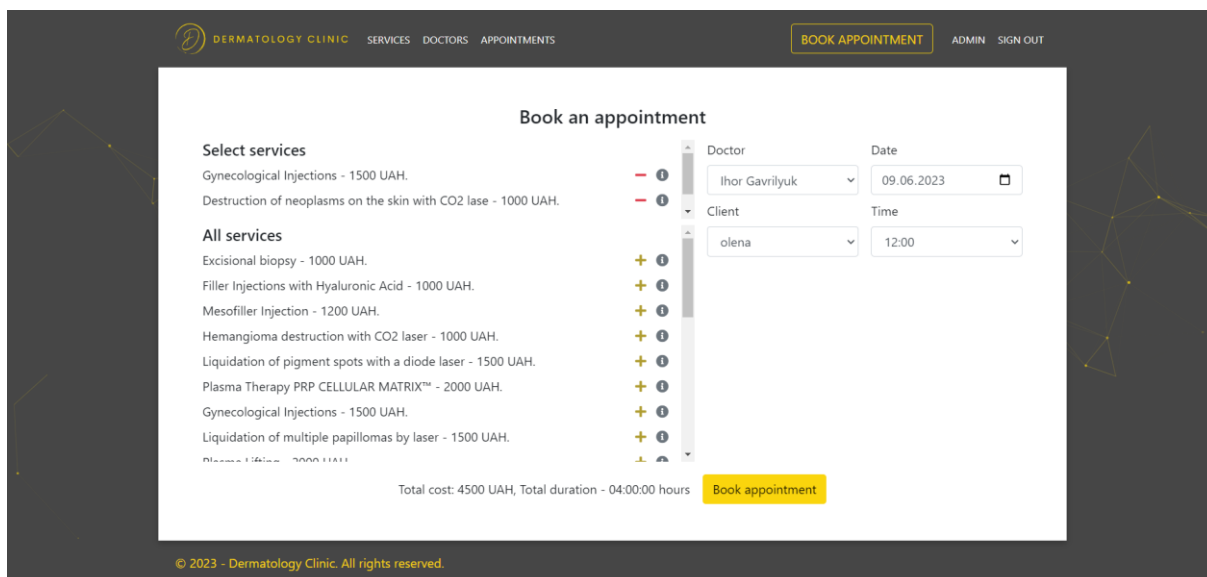 DERMATOLOGY CLINIC SERVICES DOCTORS APPOINTMENTS BOOK APPOINTMENT ADMIN SIGN OUT
Book an appointment
Select services
Gynecological Injections - 1500 UAH.
Destruction of neoplasms on the skin with CO2 lase - 1000 UAH.
All services
Excisional biopsy - 1000 UAH.
Filler Injections with Hyaluronic Acid - 1000 UAH.
Mesofiller Injection - 1200 UAH.
Hemangioma destruction with CO2 laser - 1000 UAH.
Liquidation of pigment spots with a diode laser - 1500 UAH.
Plasma Therapy PRP CELLULAR MATRIX™ - 2000 UAH.
Gynecological Injections - 1500 UAH.
Liquidation of multiple papillomas by laser - 1500 UAH.
Plasma Lifting - 2000 UAH.
Doctor Date
Ihor Gavrilyuk 09.06.2023
Client Time
olena 12:00
Total cost: 4500 UAH, Total duration - 04:00:00 hours Book appointment
© 2023 - Dermatology Clinic. All rights reserved.